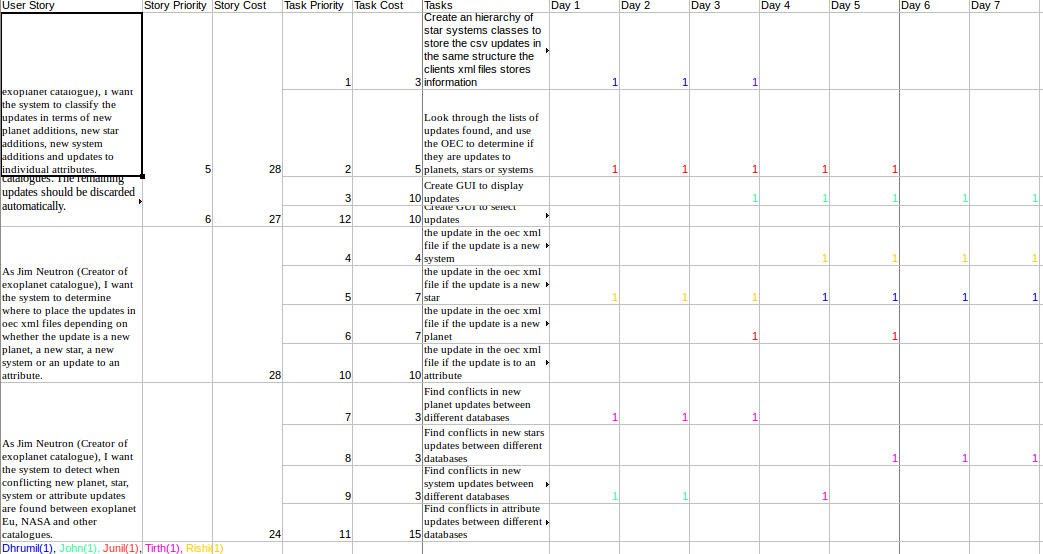 User Story Story Priority Story Cost Task Priority Task Cost Tasks Day 1 Day 2 Day 3 Day 4 Day 5 Day 6 Day 7
Create an hierarchy of
star systems classes to
store the csv updates in
the same structure the
clients xml files stores
1 3 information 1 1 1
exoplanet catalogue), I want
the system to classify the
updates in terms of new
planet additions, new star
additions, new system
additions and updates to
individual attributes. 5 28
Look through the lists of
updates found, and use
the OEC to determine if
they are updates to
2 5 planets, stars or systems 1 1 1 1 1
catalogues. The remaining
updates should be discarded
automatically.
Create GUI to display
3 10 updates 1 1 1 1 1
Create GUI to select
6 27 12 10 updates
As Jim Neutron (Creator of
exoplanet catalogue), I want
the system to determine
where to place the updates in
oec xml files depending on
whether the update is a new
planet, a new star, a new
system or an update to an
attribute. 28
the update in the oec xml
file if the update is a new
4 4 system 1 1 1 1
the update in the oec xml
file if the update is a new
5 7 star 1 1 1 1 1 1 1
the update in the oec xml
file if the update is a new
6 7 planet 1 1
the update in the oec xml
file if the update is to an
10 10 attribute
As Jim Neutron (Creator of
exoplanet catalogue), I want
the system to detect when
conflicting new planet, star,
system or attribute updates
are found between exoplanet
Eu, NASA and other
catalogues. 24
Find conflicts in new
planet updates between
7 3 different databases 1 1 1
Find conflicts in new stars
updates between different
8 3 databases 1 1 1
Find conflicts in new
system updates between
9 3 different databases 1 1 1
Find conflicts in attribute
updates between different
11 15 databases
Dhrumil(1), John(1), Junil(1), Tirth(1), Rishi(1)